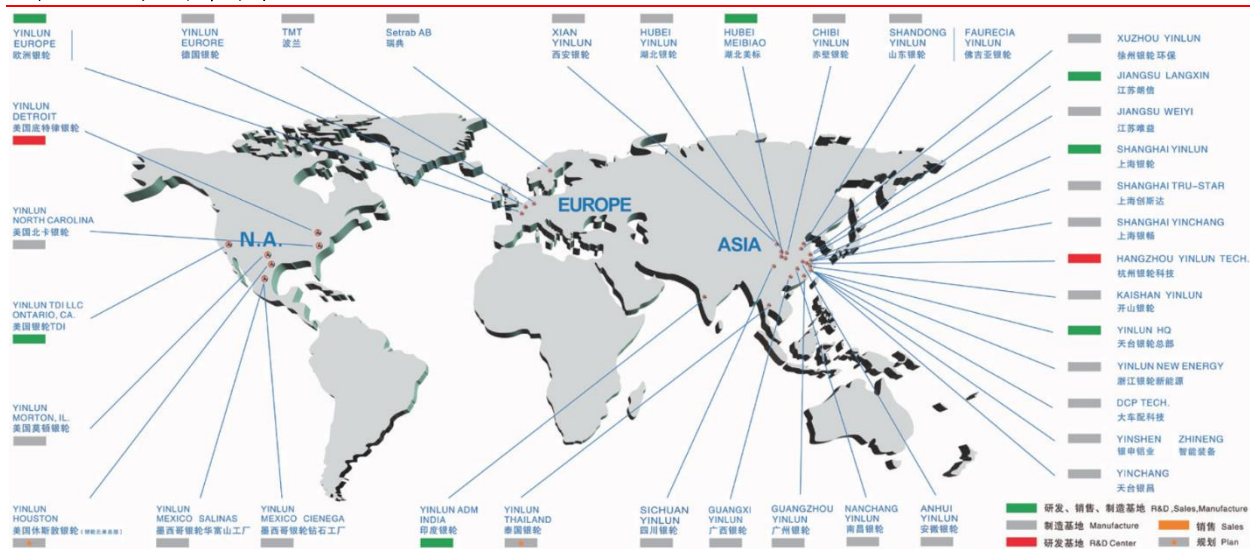 YINLUN
EUROPE
欧洲银轮
YINLUN
EURORE
德国银轮
TMT
波兰
Setrab AB
瑞典
XIAN
YINLUN
西安银轮
HUBEI
YINLUN
湖北银轮
HUBEI
MEIBIAO
湖北美标
CHIBI
YINLUN
赤壁银轮
SHANDONG
YINLUN
山东银轮
FAURECIA
YINLUN
佛吉亚银轮
YINLUN
DETROIT
美国底特律银轮
YINLUN
NORTH CAROLINA
美国北卡银轮
YINLUN TDI LLC
ONTARIO, CA.
美国银轮TDI
YINLUN
MORTON, IL.
美国莫顿银轮
N.A.
EUROPE
ASIA
XUZHOU YINLUN
徐州银轮环保
JIANGSU LANGXIN
江苏朗信
JIANGSU WEIYI
江苏唯益
SHANGHAI YINLUN
上海银轮
SHANGHAI TRU-STAR
上海创斯达
SHANGHAI YINCHANG
上海银畅
HANGZHOU YINLUN TECH.
杭州银轮科技
KAISHAN YINLUN
开山银轮
YINLUN HQ
天台银轮总部
YINLUN NEW ENERGY
浙江银轮新能源
DCP TECH.
大车配科技
YINSHEN ZHINENG
银申铝业 智能装备
YINCHANG
天台银昌
YINLUN
HOUSTON
美国休斯敦银轮
YINLUN
MEXICO SALINAS
墨西哥银轮华富山工厂
YINLUN
MEXICO CIENEGA
墨西哥银轮钻石工厂
YINLUN ADM
INDIA
印度银轮
YINLUN
THAILAND
泰国银轮
SICHUAN
YINLUN
四川银轮
GUANGXI
YINLUN
广西银轮
GUANGZHOU
YINLUN
广州银轮
NANCHANG
YINLUN
南昌银轮
ANHUI
YINLUN
安徽银轮
研发、销售、制造基地 R&D,Sales,Manufacture
制造基地 Manufacture 销售 Sales
研发基地 R&D Center 规划 Plan